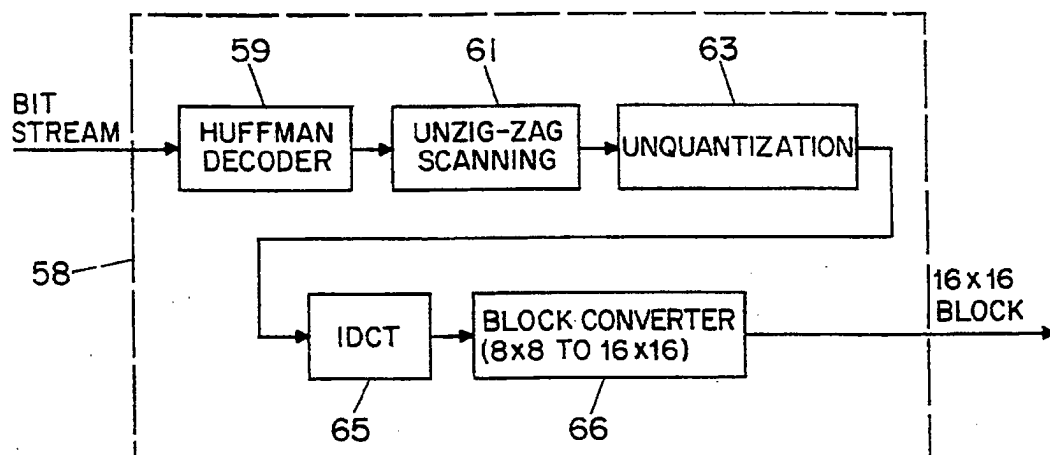 59
61
63
BIT
STREAM
HUFFMAN
DECODER
UNZIG-ZAG
SCANNING
UNQUANTIZATION
58
16 x 16
BLOCK
IDCT
BLOCK CONVERTER
(8x8 TO 16x16)
65
66